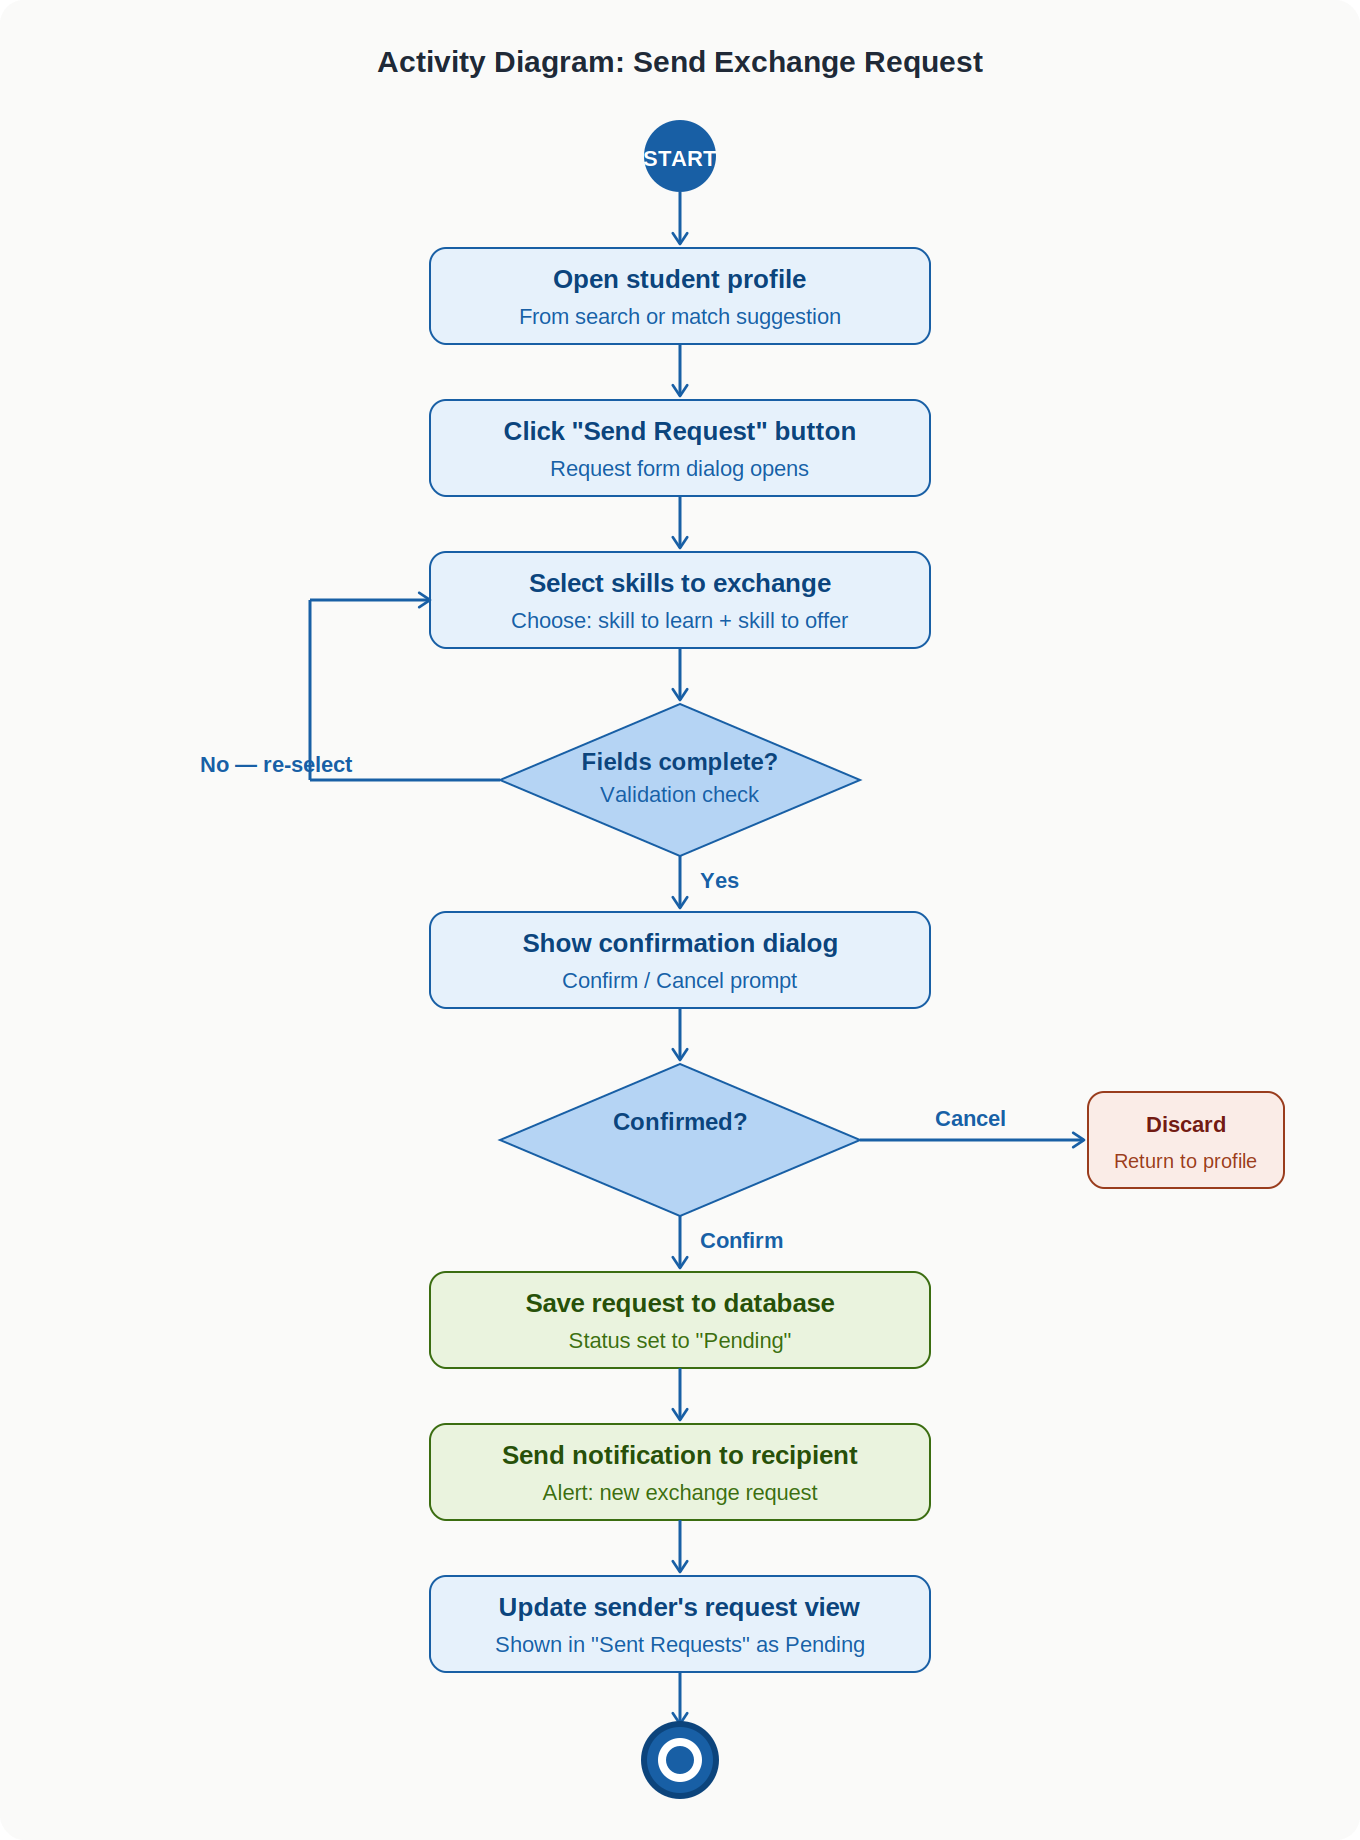 Activity Diagram: Send Exchange Request
START
Open student profile
From search or match suggestion
Click "Send Request" button
Request form dialog opens
Select skills to exchange
Choose: skill to learn + skill to offer
Fields complete?
Validation check
No — re-select
Yes
Show confirmation dialog
Confirm / Cancel prompt
Confirmed?
Cancel
Discard
Return to profile
Confirm
Save request to database
Status set to "Pending"
Send notification to recipient
Alert: new exchange request
Update sender's request view
Shown in "Sent Requests" as Pending